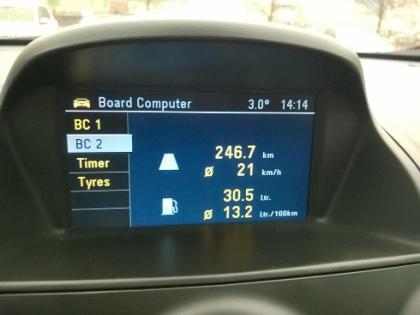 Board Computer 3.0° 14:14
BC 1
BC 2
Timer
Tyres
246.7 km
Ø 21 km/h
30.5 Ltr.
Ø 13.2 Ltr./100km